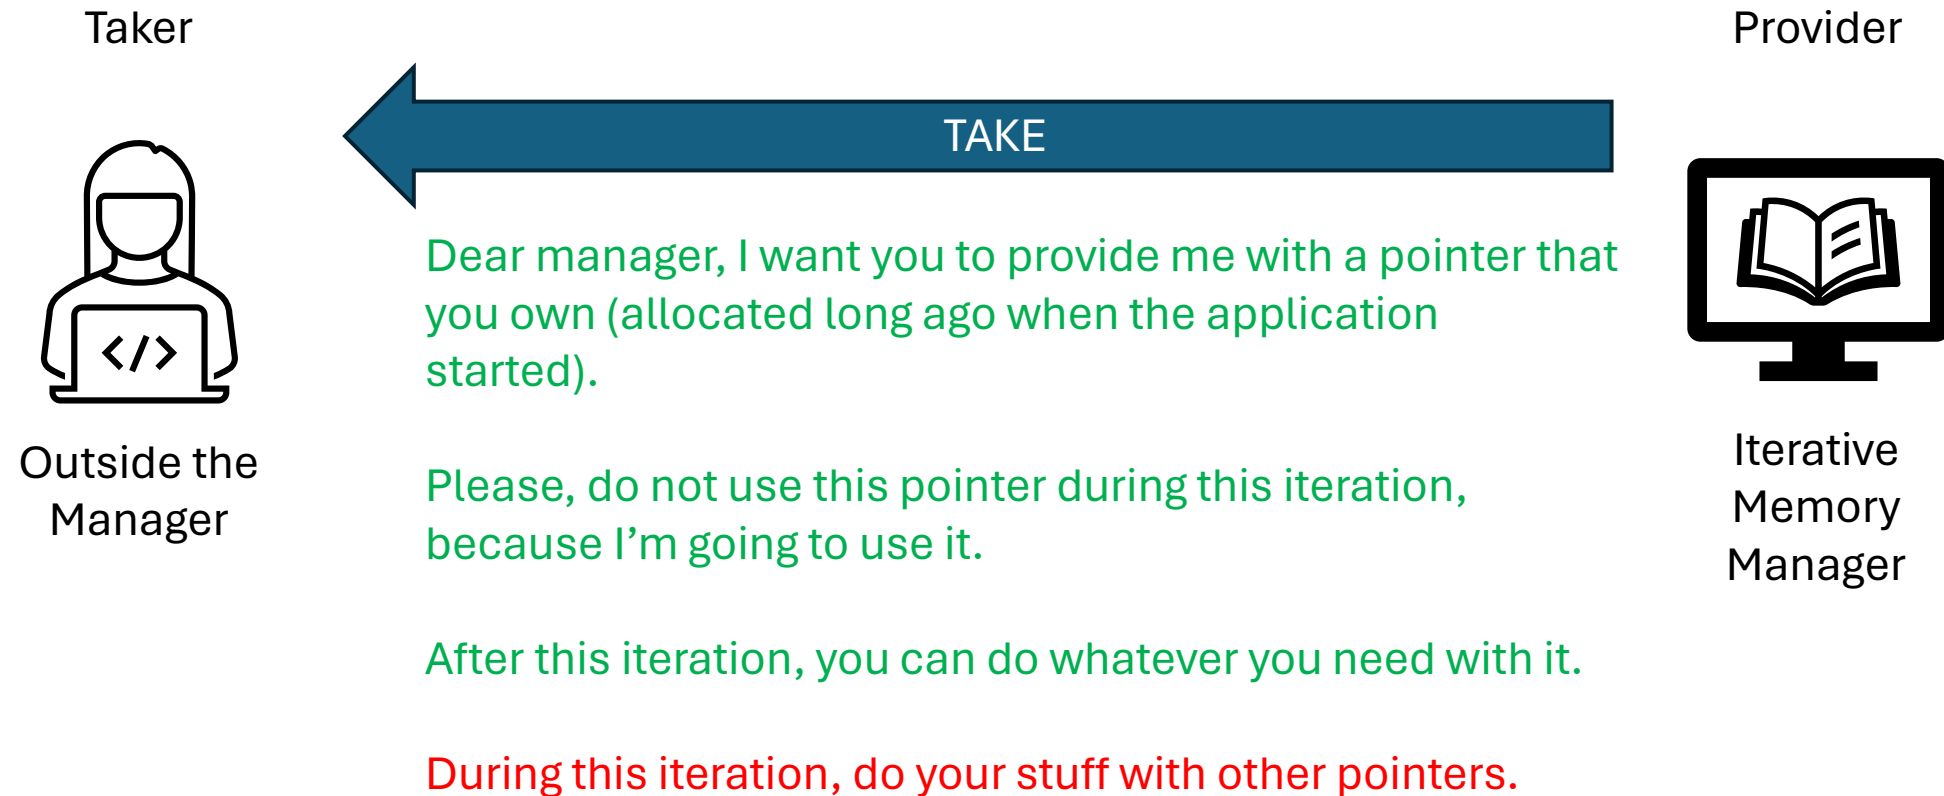 Taker
Provider
TAKE
Dear manager, I want you to provide me with a pointer that
you own (allocated long ago when the application
started).
Please, do not use this pointer during this iteration,
because I’m going to use it.
After this iteration, you can do whatever you need with it.
During this iteration, do your stuff with other pointers.
</>
Outside the
Manager
Iterative
Memory
Manager